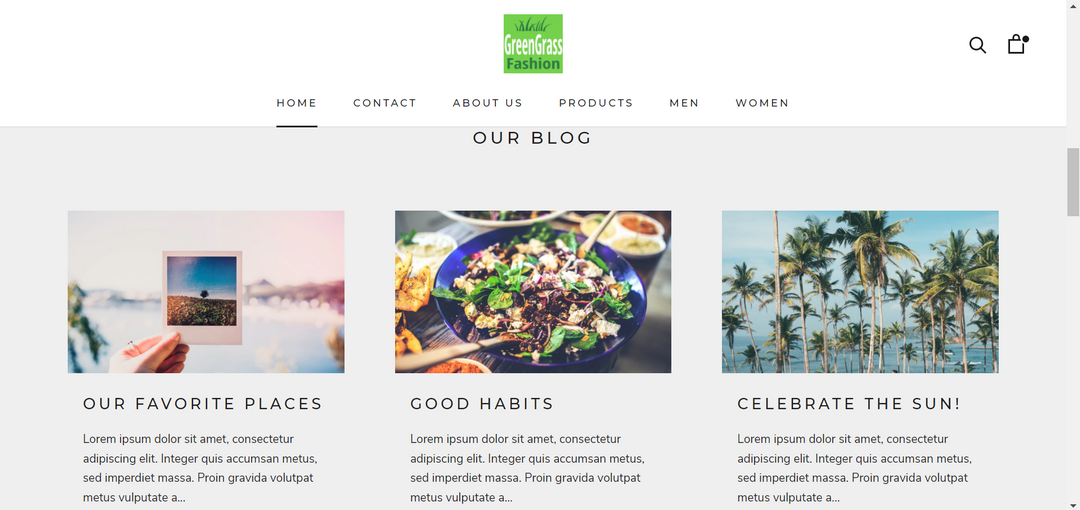 GreenGrass
Fashion
HOME CONTACT ABOUT US PRODUCTS MEN WOMEN
OUR BLOG
OUR FAVORITE PLACES
Lorem ipsum dolor sit amet, consectetur
adipiscing elit. Integer quis accumsan metus,
sed imperdiet massa. Proin gravida volutpat
metus vulputate a...
GOOD HABITS
Lorem ipsum dolor sit amet, consectetur
adipiscing elit. Integer quis accumsan metus,
sed imperdiet massa. Proin gravida volutpat
metus vulputate a...
CELEBRATE THE SUN!
Lorem ipsum dolor sit amet, consectetur
adipiscing elit. Integer quis accumsan metus,
sed imperdiet massa. Proin gravida volutpat
metus vulputate a...